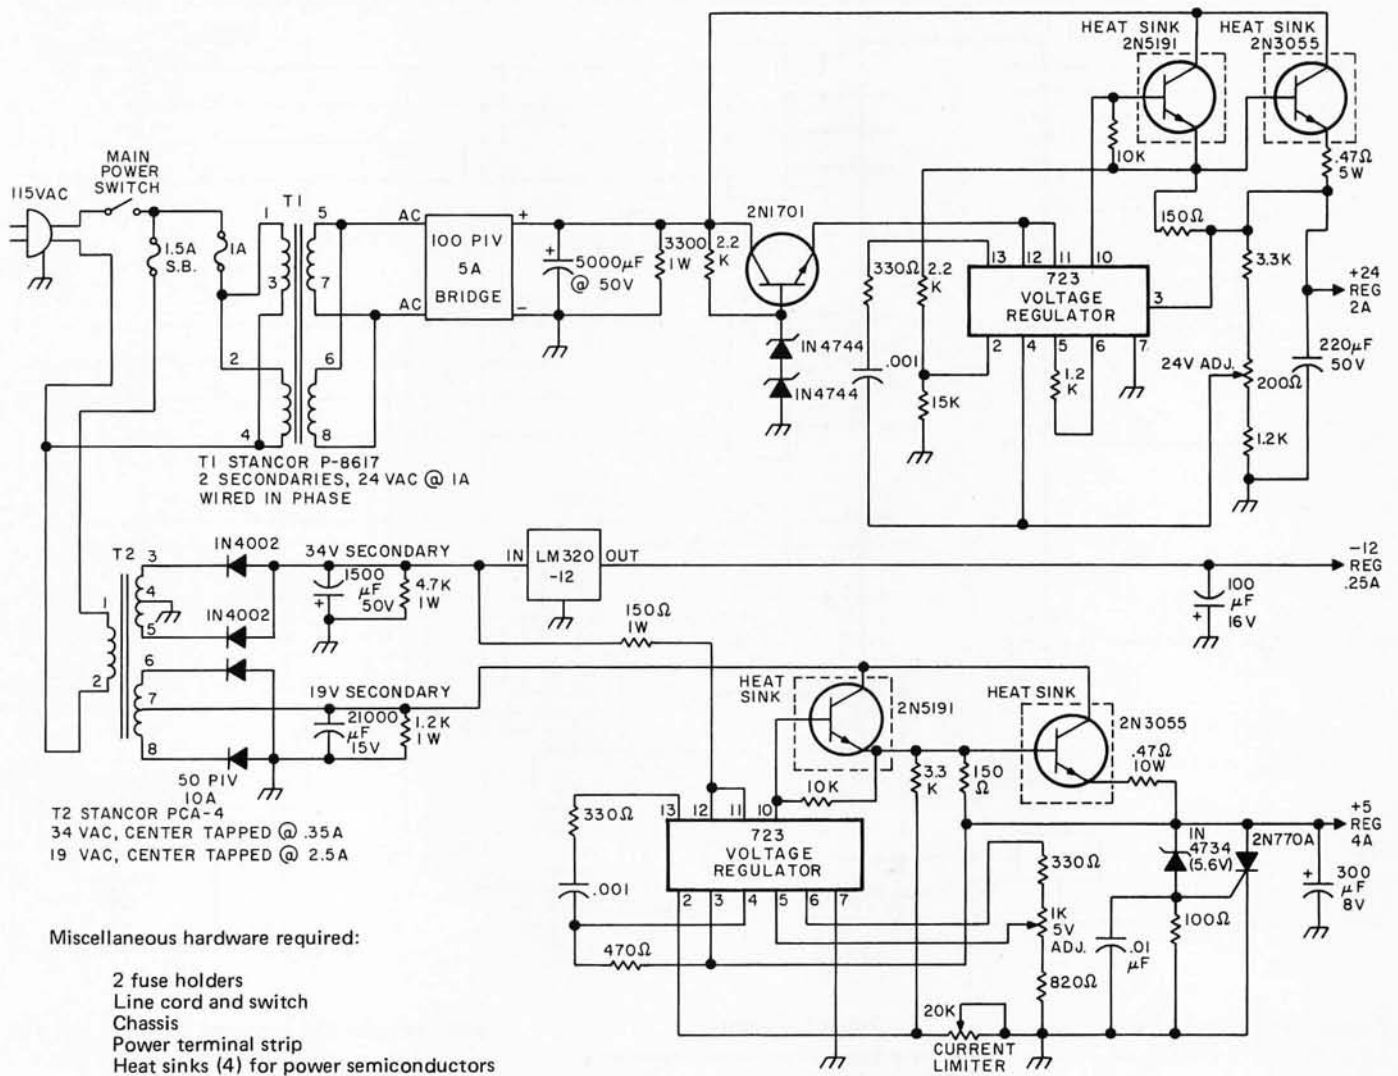 HEAT SINK
2N5191
HEAT SINK
2N3055
10K
.47Ω
5W
MAIN
POWER
SWITCH
115VAC
T1
1
5
AC
+
100 PIV
5A
BRIDGE
1.5A
S.B.
1A
3
7
AC
−
5000µF
@ 50V
+
3300
1W
2.2
K
2N1701
150Ω
330Ω
2.2
K
13
12
11
10
723
VOLTAGE
REGULATOR
3
2
4
5
6
7
3.3K
+24
REG
2A
2
6
4
8
IN4744
IN4744
.001
15K
1.2
K
24V ADJ.
200Ω
220µF
50V
1.2K
T1 STANCOR P-8617
2 SECONDARIES, 24 VAC @ 1A
WIRED IN PHASE
T2
3
IN4002
34V SECONDARY
IN
LM320
-12
OUT
-12
REG
.25A
1500
µF
50V
+
4.7K
1W
4
IN4002
5
1
150Ω
1W
100
µF
16V
+
6
2
7
19V SECONDARY
21000
µF
15V
1.2K
1W
8
50 PIV
10A
HEAT
SINK
2N5191
HEAT SINK
2N3055
.47Ω
10W
T2 STANCOR PCA-4
34 VAC, CENTER TAPPED @ .35A
19 VAC, CENTER TAPPED @ 2.5A
330Ω
13
12
11
10
10K
3.3
K
150
Ω
723
VOLTAGE
REGULATOR
2
3
4
5
6
7
.001
470Ω
330Ω
1K
5V
ADJ.
820Ω
IN
4734
(5.6V)
2N770A
+5
REG
4A
+
300
µF
8V
100Ω
.01
µF
20K
CURRENT
LIMITER
Miscellaneous hardware required:
2 fuse holders
Line cord and switch
Chassis
Power terminal strip
Heat sinks (4) for power semiconductors